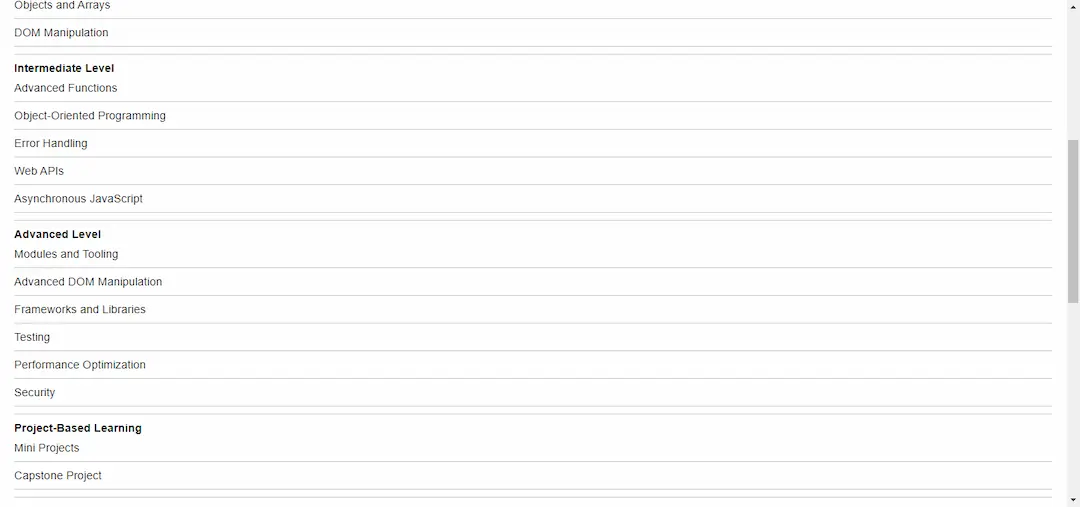 Objects and Arrays
DOM Manipulation
Intermediate Level
Advanced Functions
Object-Oriented Programming
Error Handling
Web APIs
Asynchronous JavaScript
Advanced Level
Modules and Tooling
Advanced DOM Manipulation
Frameworks and Libraries
Testing
Performance Optimization
Security
Project-Based Learning
Mini Projects
Capstone Project